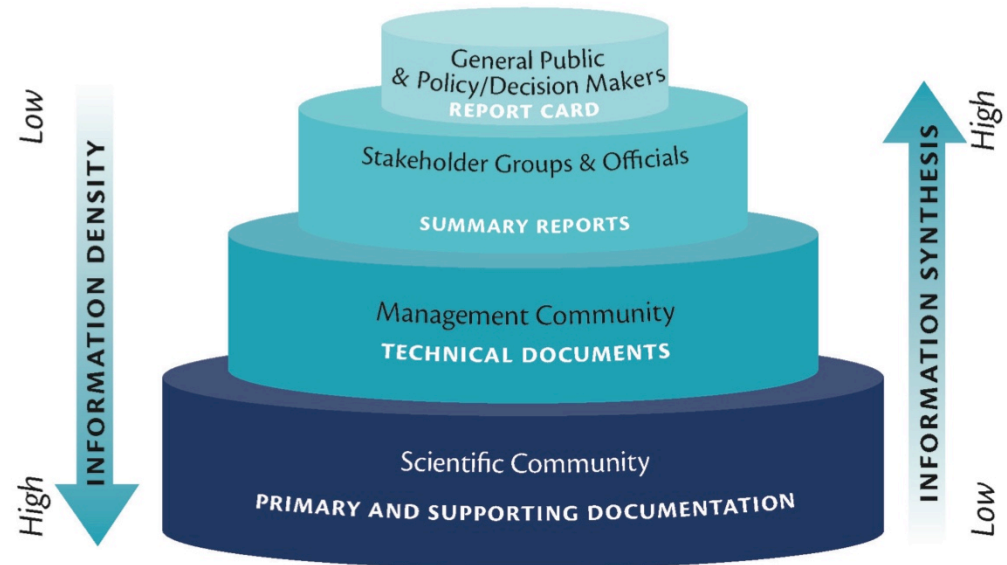 General Public
& Policy/Decision Makers
REPORT CARD
Stakeholder Groups & Officials
SUMMARY REPORTS
Management Community
TECHNICAL DOCUMENTS
Scientific Community
PRIMARY AND SUPPORTING DOCUMENTATION
Low
INFORMATION DENSITY
High
High
INFORMATION SYNTHESIS
Low